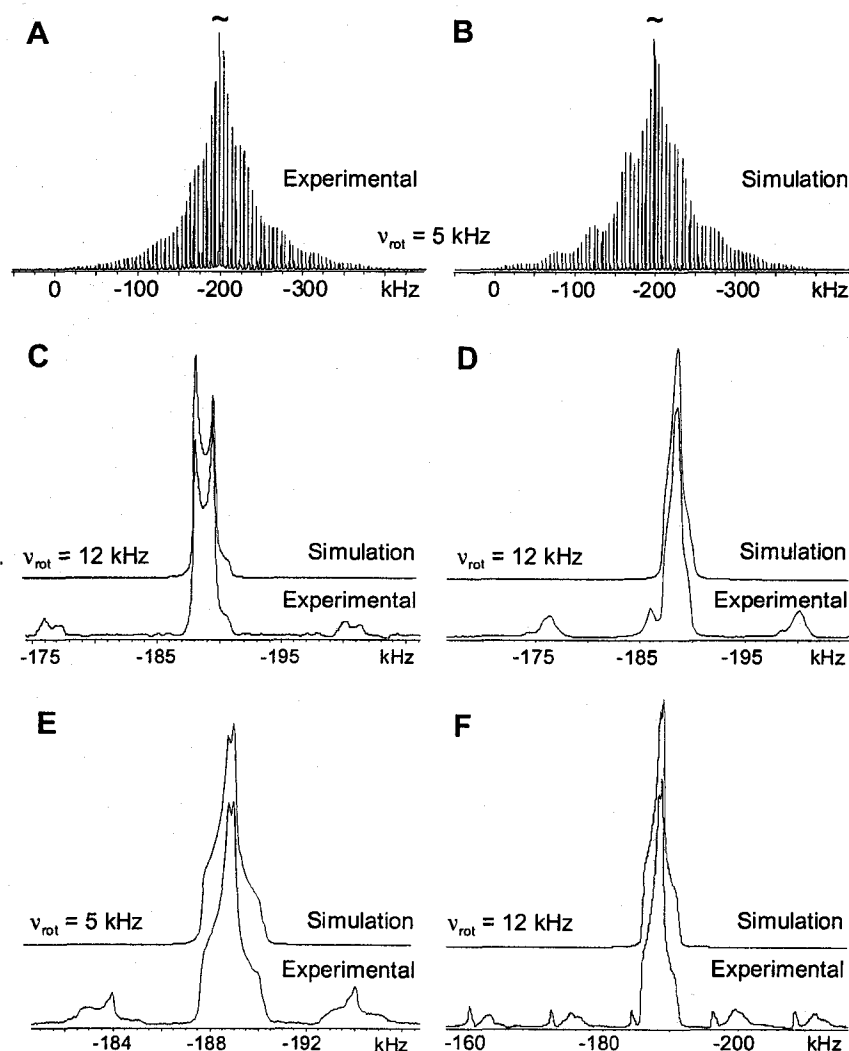 A ~ B ~
Experimental Simulation
ν_rot = 5 kHz
0 -100 -200 -300 kHz 0 -100 -200 -300 kHz
C D
ν_rot = 12 kHz Simulation ν_rot = 12 kHz Simulation
Experimental Experimental
-175 -185 -195 kHz -175 -185 -195 kHz
E F
ν_rot = 5 kHz Simulation ν_rot = 12 kHz Simulation
Experimental Experimental
-184 -188 -192 kHz -160 -180 -200 kHz